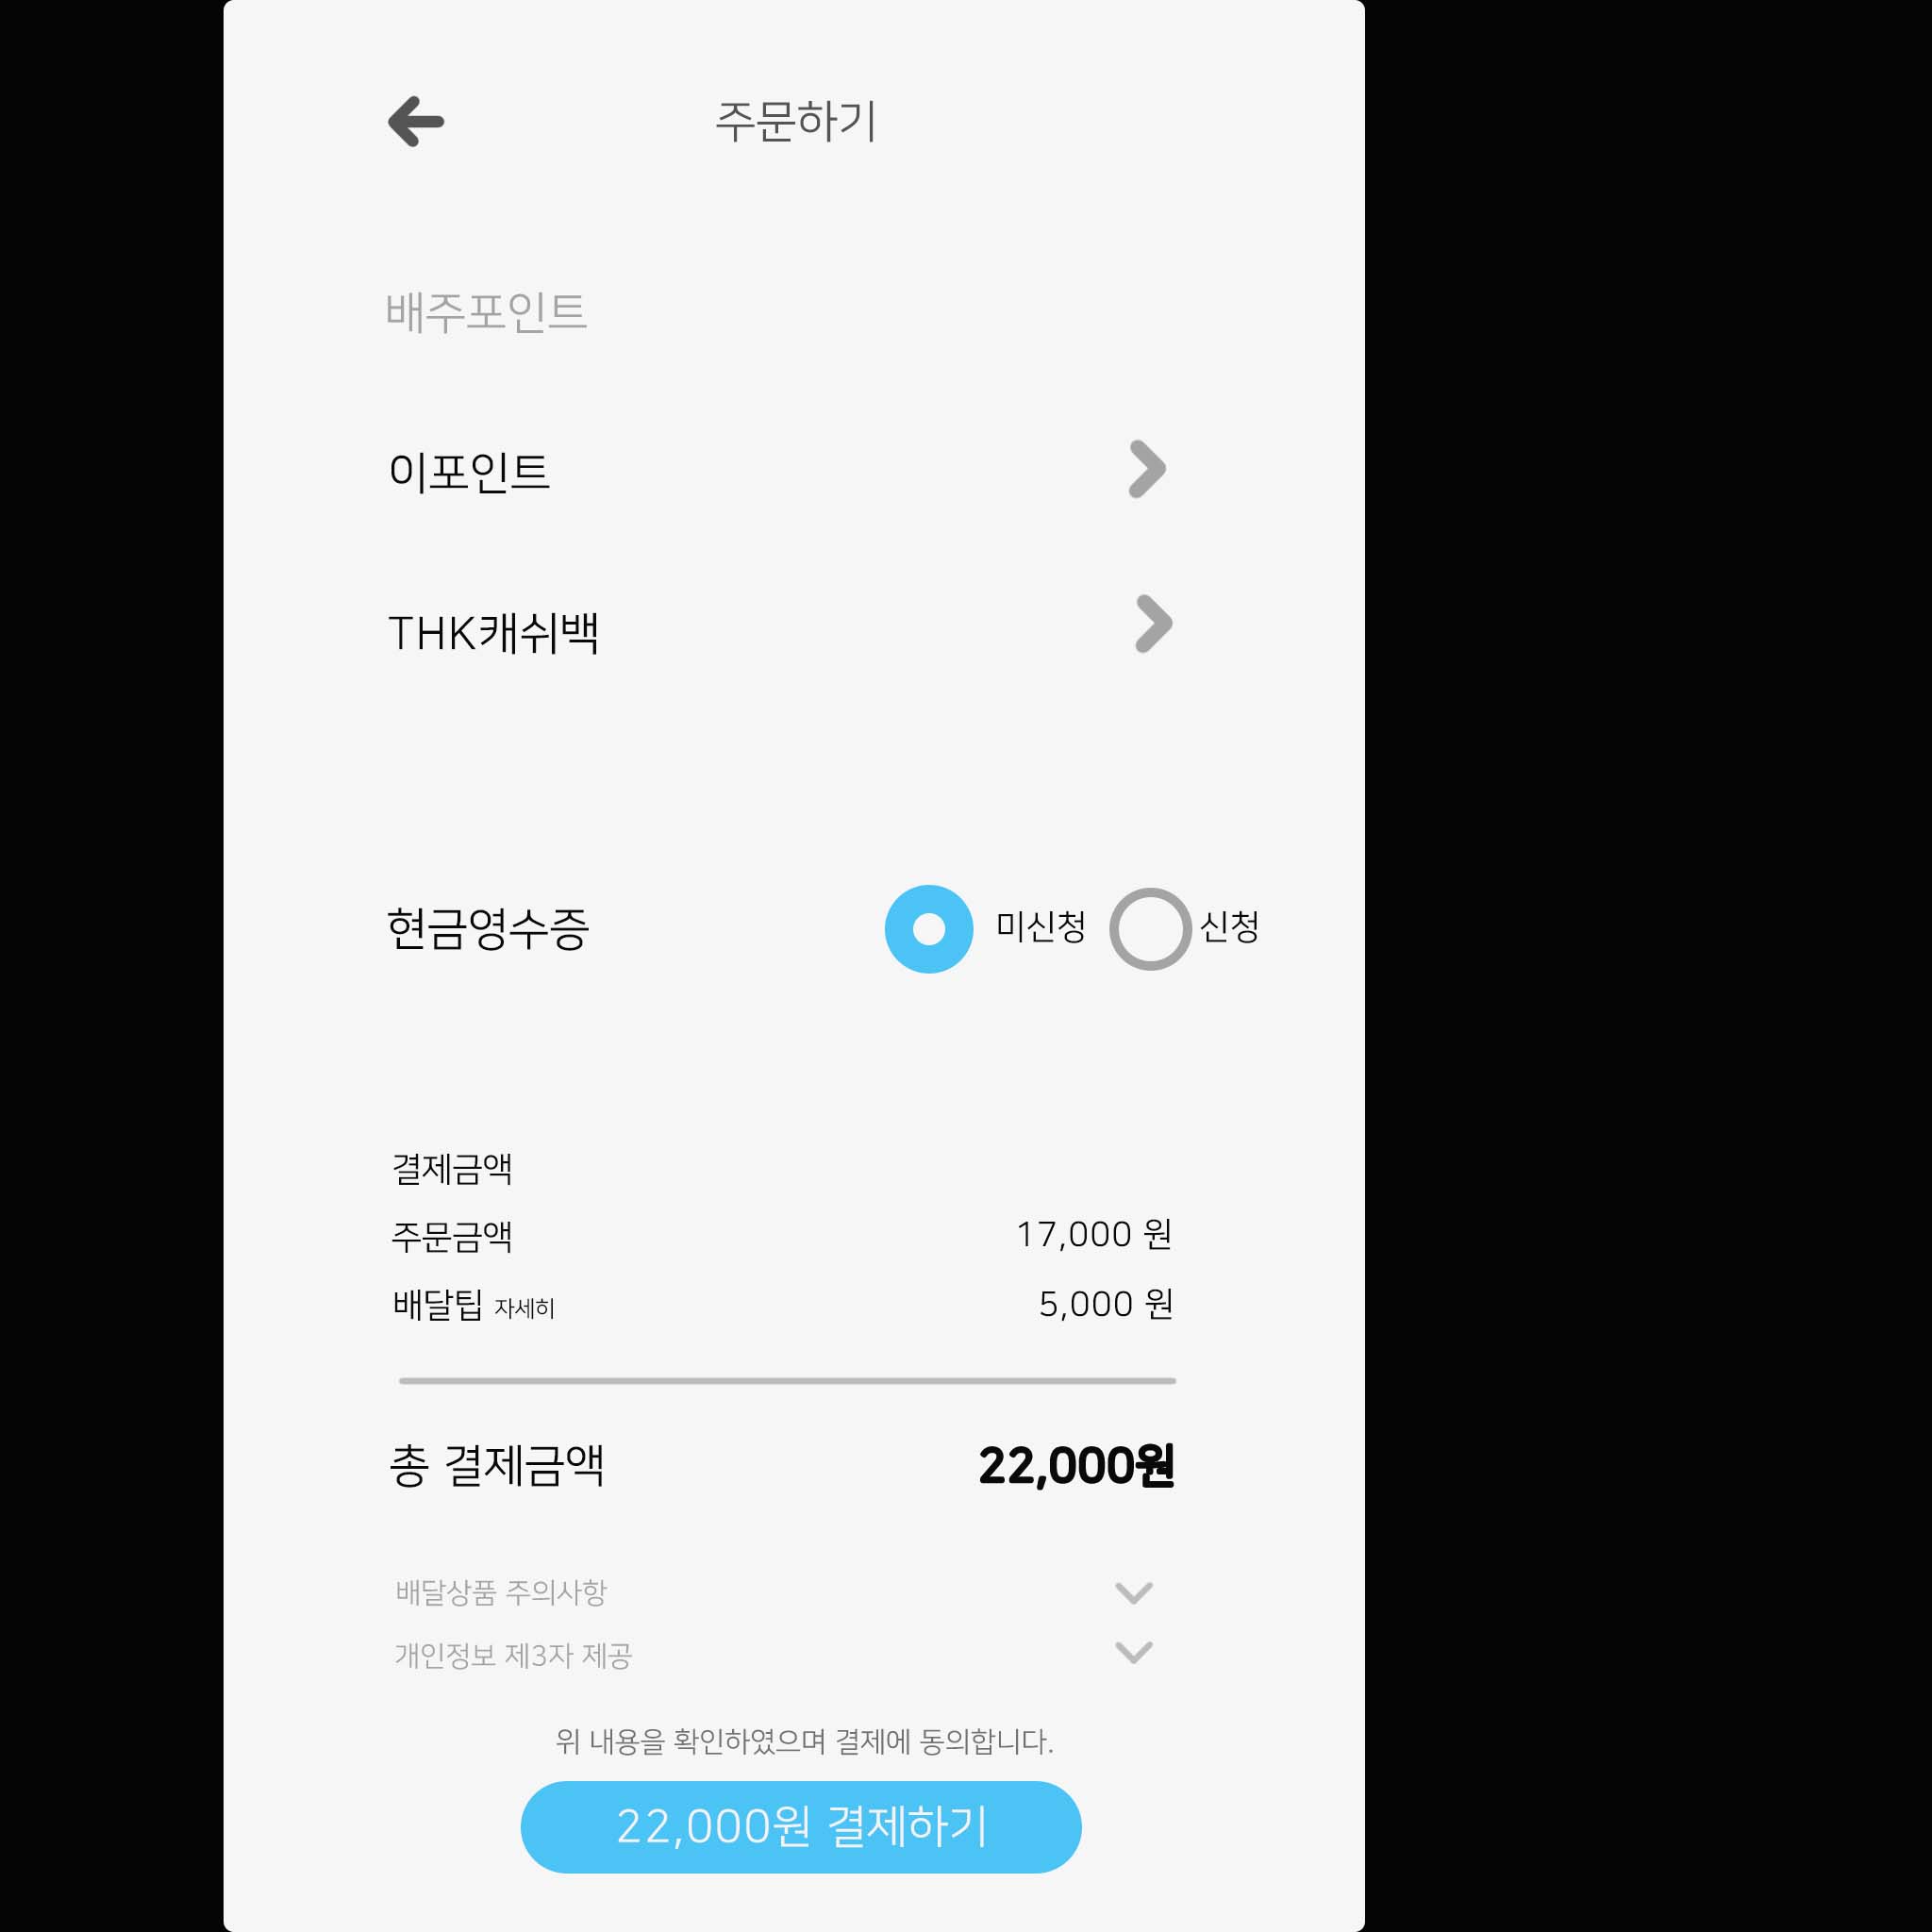 주문하기
배주포인트
이포인트
THK캐쉬백
현금영수증 미신청 신청
결제금액
주문금액 17,000 원
배달팁 자세히 5,000 원
총 결제금액 22,000원
배달상품 주의사항
개인정보 제3자 제공
위 내용을 확인하였으며 결제에 동의합니다.
22,000원 결제하기